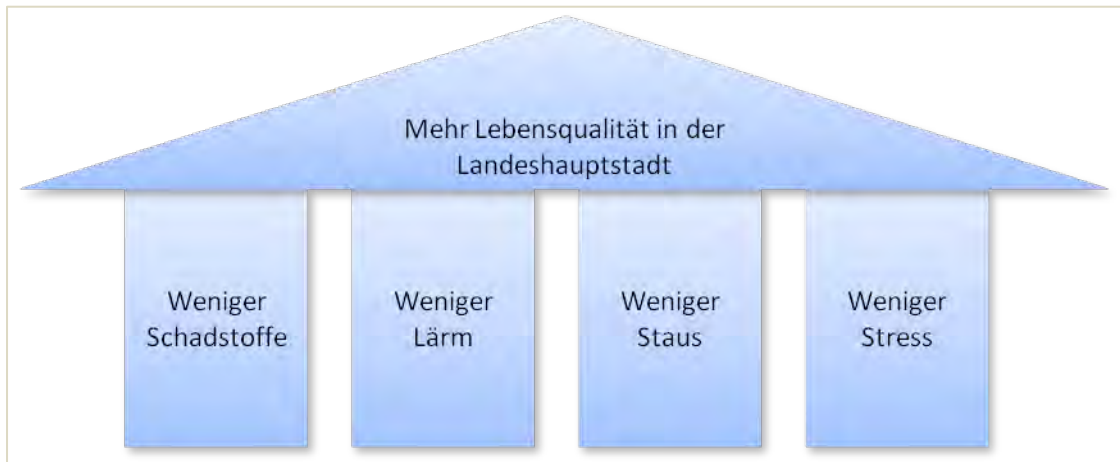 Mehr Lebensqualität in der
Landeshauptstadt
Weniger
Schadstoffe
Weniger
Lärm
Weniger
Staus
Weniger
Stress